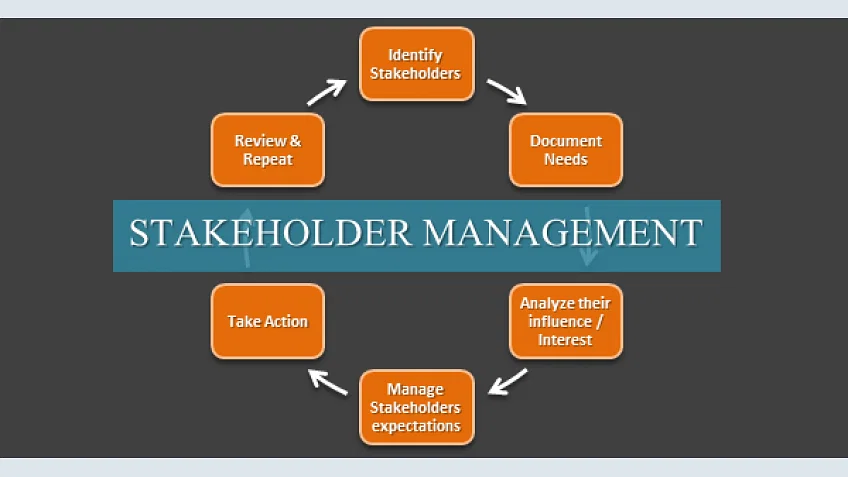 Identify
Stakeholders
Review &
Repeat
Document
Needs
STAKEHOLDER MANAGEMENT
Take Action
Analyze their
influence /
Interest
Manage
Stakeholders
expectations